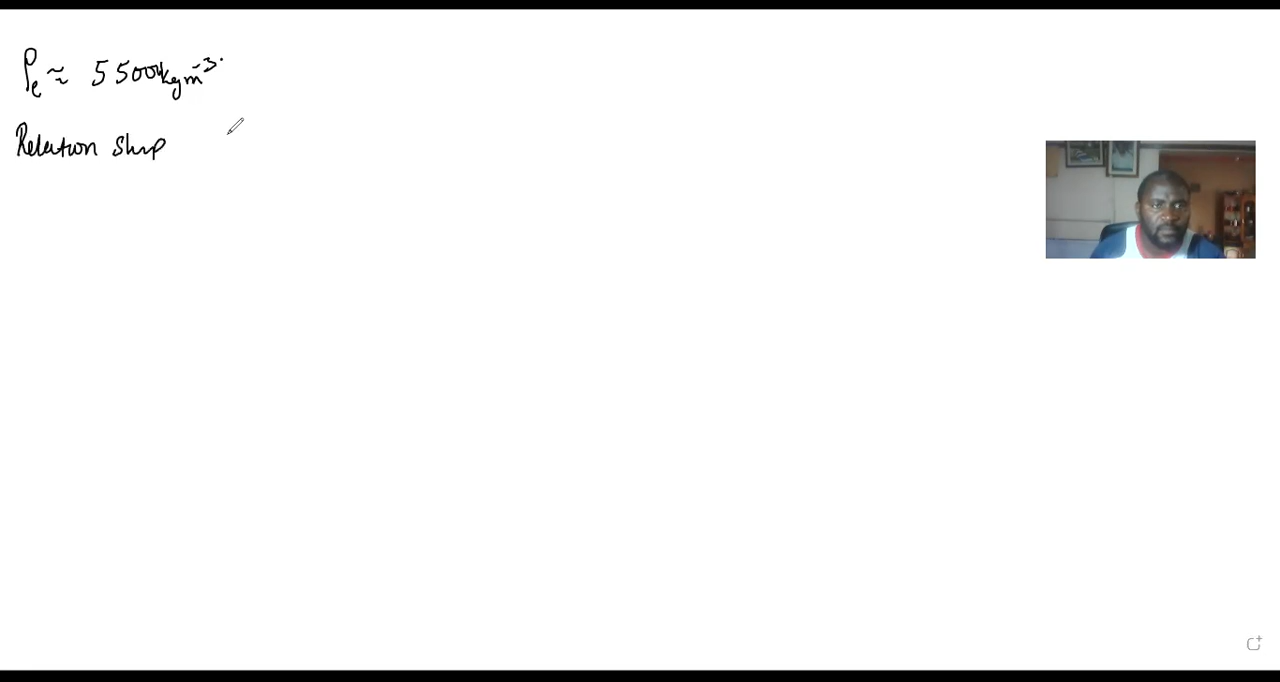 ρe ≈ 5500kgm⁻³.
Relation Ship